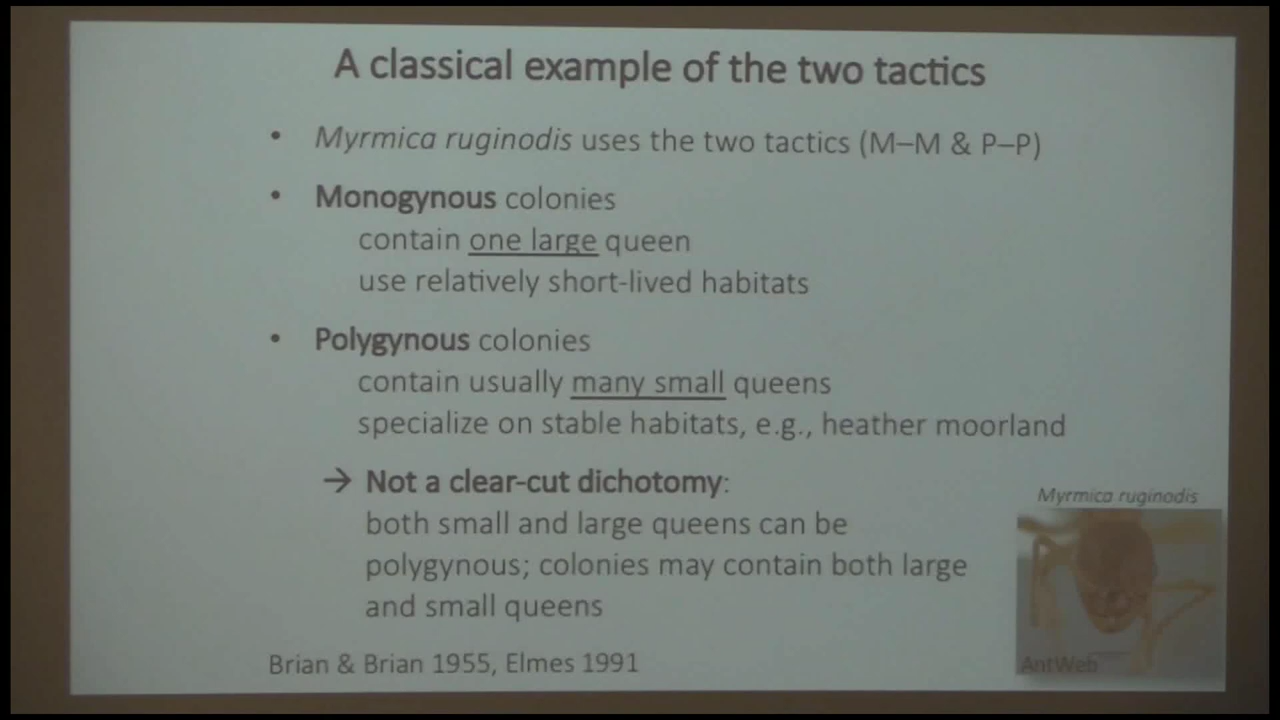 A classical example of the two tactics
• Myrmica ruginodis uses the two tactics (M–M & P–P)
• Monogynous colonies
contain one large queen
use relatively short-lived habitats
• Polygynous colonies
contain usually many small queens
specialize on stable habitats, e.g., heather moorland
→ Not a clear-cut dichotomy:
both small and large queens can be
polygynous; colonies may contain both large
and small queens
Myrmica ruginodis
AntWeb
Brian & Brian 1955, Elmes 1991